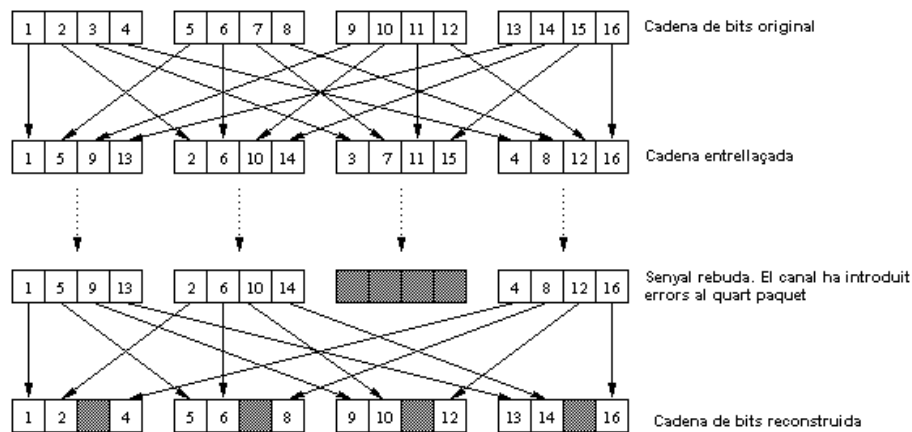 1 2 3 4 5 6 7 8 9 10 11 12 13 14 15 16 Cadena de bits original
1 5 9 13 2 6 10 14 3 7 11 15 4 8 12 16 Cadena entrellaçada
1 5 9 13 2 6 10 14 4 8 12 16 Senyal rebuda. El canal ha introduit
errors al quart paquet
1 2 4 5 6 8 9 10 12 13 14 16 Cadena de bits reconstruida